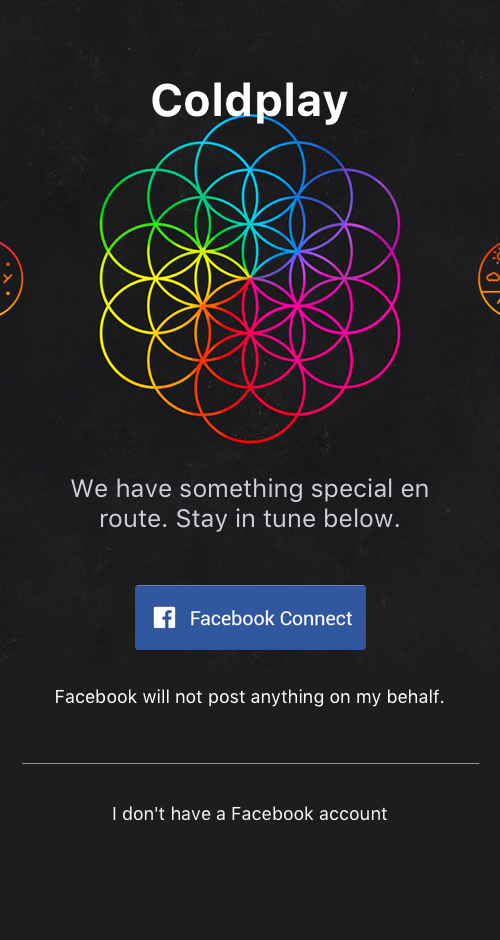 Coldplay
We have something special en
route. Stay in tune below.
Facebook Connect
Facebook will not post anything on my behalf.
I don't have a Facebook account